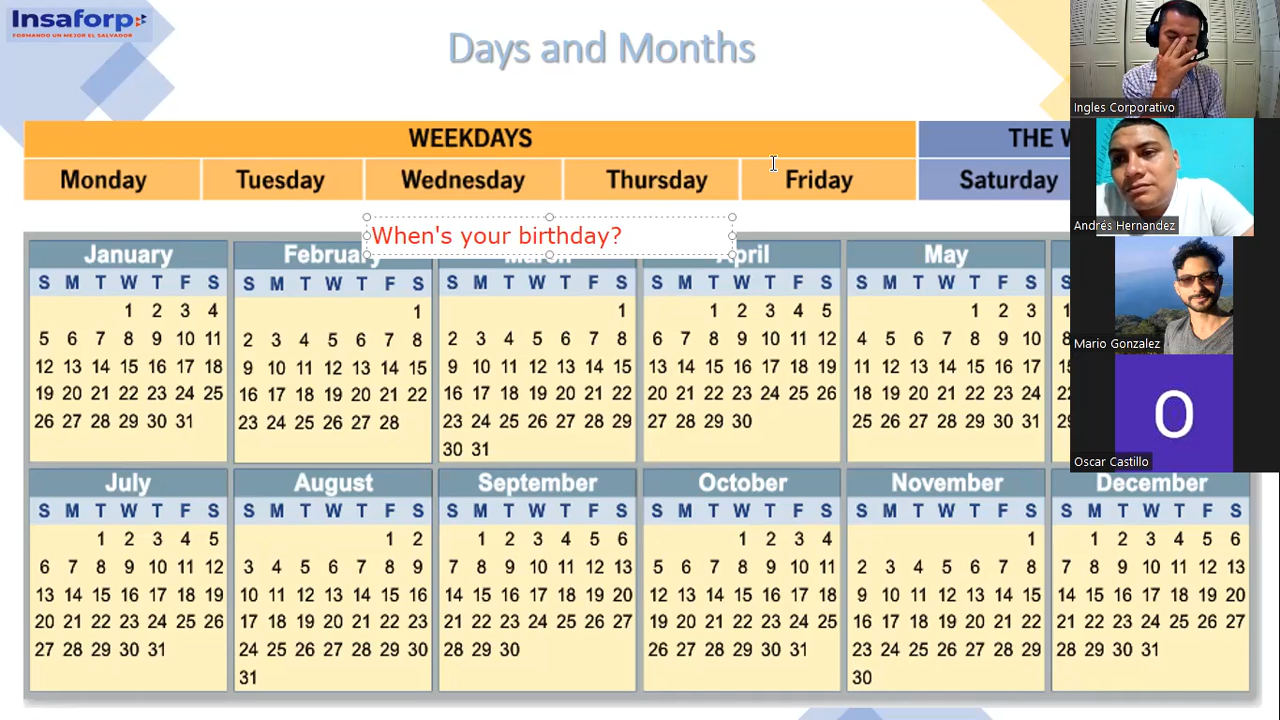 Insaforp
FORMANDO UN MEJOR EL SALVADOR
Days and Months
WEEKDAYS
THE
Monday Tuesday Wednesday Thursday Friday Saturday
When's your birthday?
January
S M T W T F S
1 2 3 4
5 6 7 8 9 10 11
12 13 14 15 16 17 18
19 20 21 22 23 24 25
26 27 28 29 30 31
February
S M T W T F S
1
2 3 4 5 6 7 8
9 10 11 12 13 14 15
16 17 18 19 20 21 22
23 24 25 26 27 28
March
S M T W T F S
1
2 3 4 5 6 7 8
9 10 11 12 13 14 15
16 17 18 19 20 21 22
23 24 25 26 27 28 29
30 31
April
S M T W T F S
1 2 3 4 5
6 7 8 9 10 11 12
13 14 15 16 17 18 19
20 21 22 23 24 25 26
27 28 29 30
May
S M T W T F S
1 2 3
4 5 6 7 8 9 10
11 12 13 14 15 16 17
18 19 20 21 22 23 24
25 26 27 28 29 30 31
July
S M T W T F S
1 2 3 4 5
6 7 8 9 10 11 12
13 14 15 16 17 18 19
20 21 22 23 24 25 26
27 28 29 30 31
August
S M T W T F S
1 2
3 4 5 6 7 8 9
10 11 12 13 14 15 16
17 18 19 20 21 22 23
24 25 26 27 28 29 30
31
September
S M T W T F S
1 2 3 4 5 6
7 8 9 10 11 12 13
14 15 16 17 18 19 20
21 22 23 24 25 26 27
28 29 30
October
S M T W T F S
1 2 3 4
5 6 7 8 9 10 11
12 13 14 15 16 17 18
19 20 21 22 23 24 25
26 27 28 29 30 31
November
S M T W T F S
1
2 3 4 5 6 7 8
9 10 11 12 13 14 15
16 17 18 19 20 21 22
23 24 25 26 27 28 29
30
December
S M T W T F S
1 2 3 4 5 6
7 8 9 10 11 12 13
14 15 16 17 18 19 20
21 22 23 24 25 26 27
28 29 30 31
Ingles Corporativo
Andrés Hernandez
Mario Gonzalez
O
Oscar Castillo